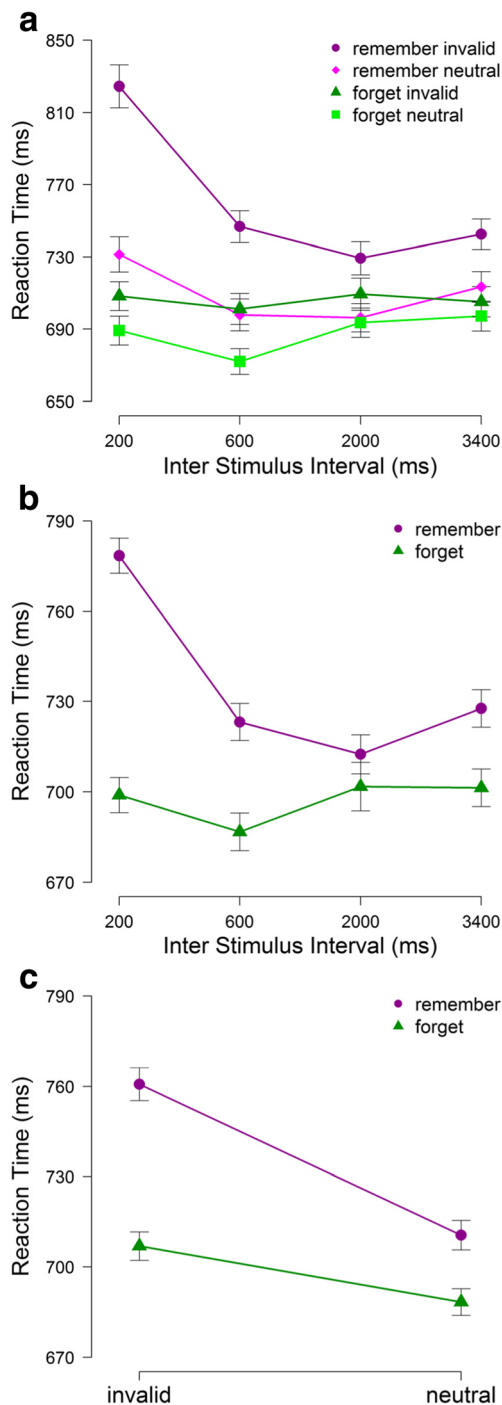 a
850
810
770
730
690
650
Reaction Time (ms)
remember invalid
remember neutral
forget invalid
forget neutral
200 600 2000 3400
Inter Stimulus Interval (ms)
b
790
760
730
700
670
Reaction Time (ms)
remember
forget
200 600 2000 3400
Inter Stimulus Interval (ms)
c
790
760
730
700
670
Reaction Time (ms)
remember
forget
invalid neutral